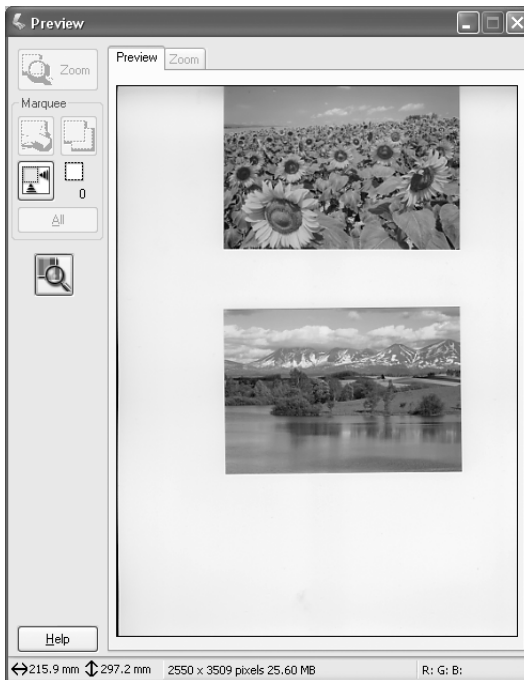 Preview
Zoom
Preview Zoom
Marquee
0
All
Help
215.9 mm 297.2 mm 2550 x 3509 pixels 25.60 MB R: G: B: